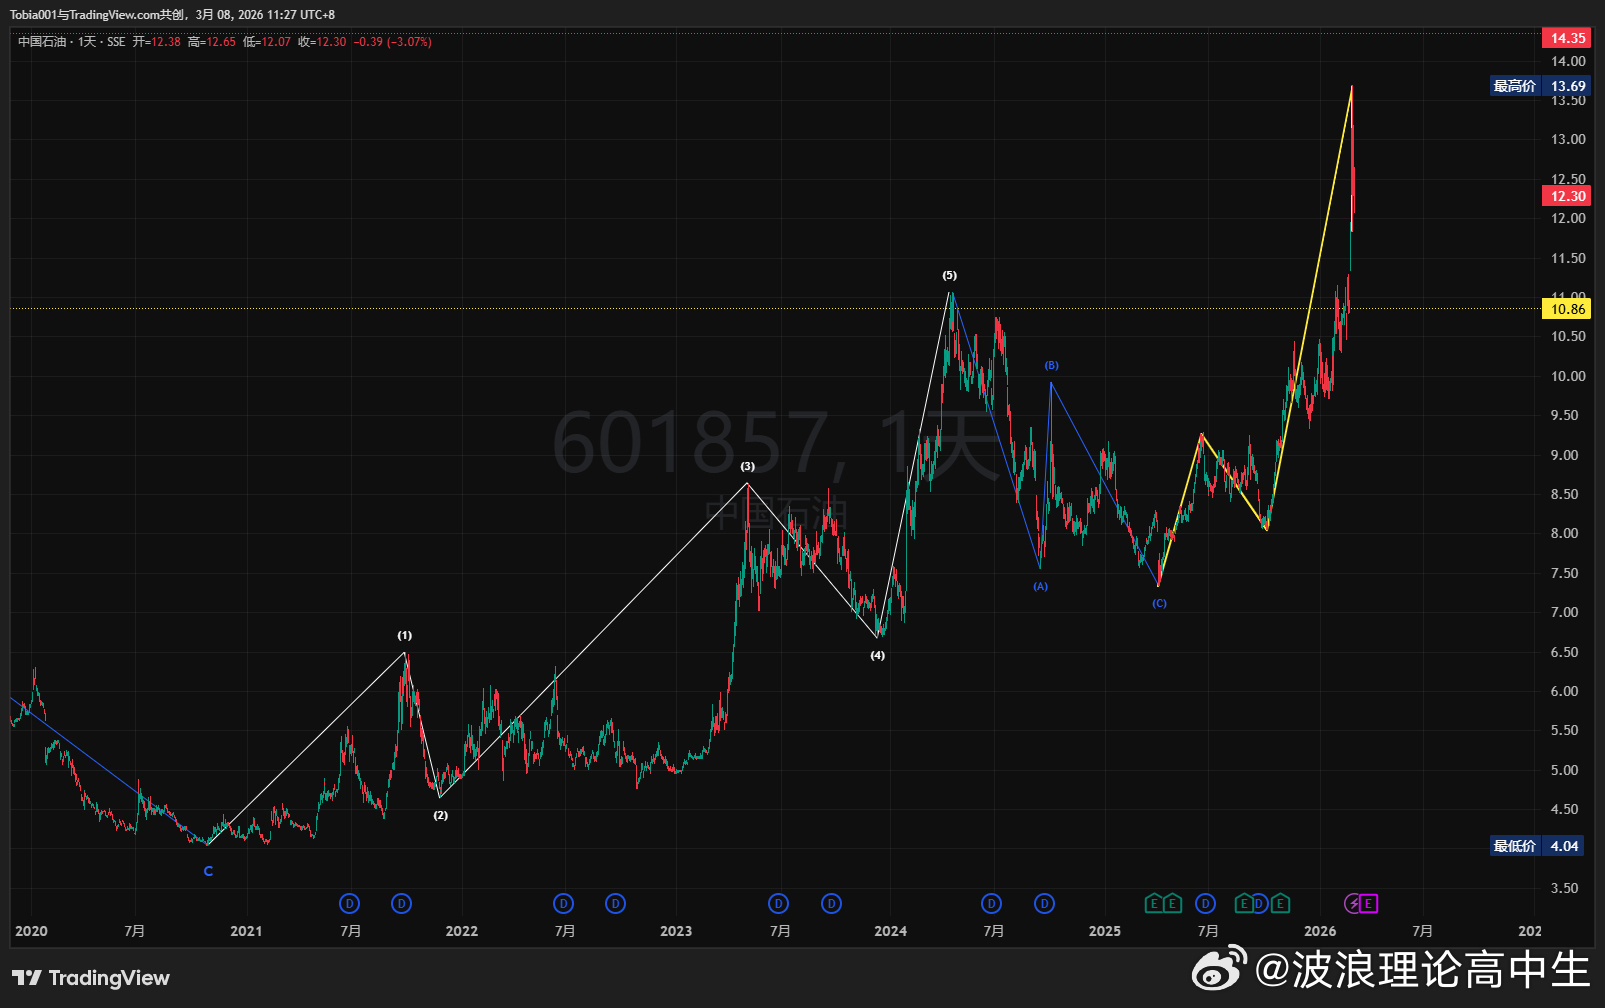 Tobia001与TradingView.com共创, 3月 08, 2026 11:27 UTC+8
中国石油 · 1天 · SSE 开=12.38 高=12.65 低=12.07 收=12.30 −0.39 (−3.07%)
14.35
14.00
最高价 13.69
13.50
13.00
12.50
12.30
12.00
11.50
11.00
10.86
10.50
10.00
9.50
9.00
8.50
8.00
7.50
7.00
6.50
6.00
5.50
5.00
4.50
最低价 4.04
3.50
601857, 1天
中国石油
(5)
(B)
(3)
(A)
(C)
(1)
(4)
(2)
C
D D D D D D D D E E D E D E E
2020 7月 2021 7月 2022 7月 2023 7月 2024 7月 2025 7月 2026 7月 202
TradingView
@波浪理论高中生